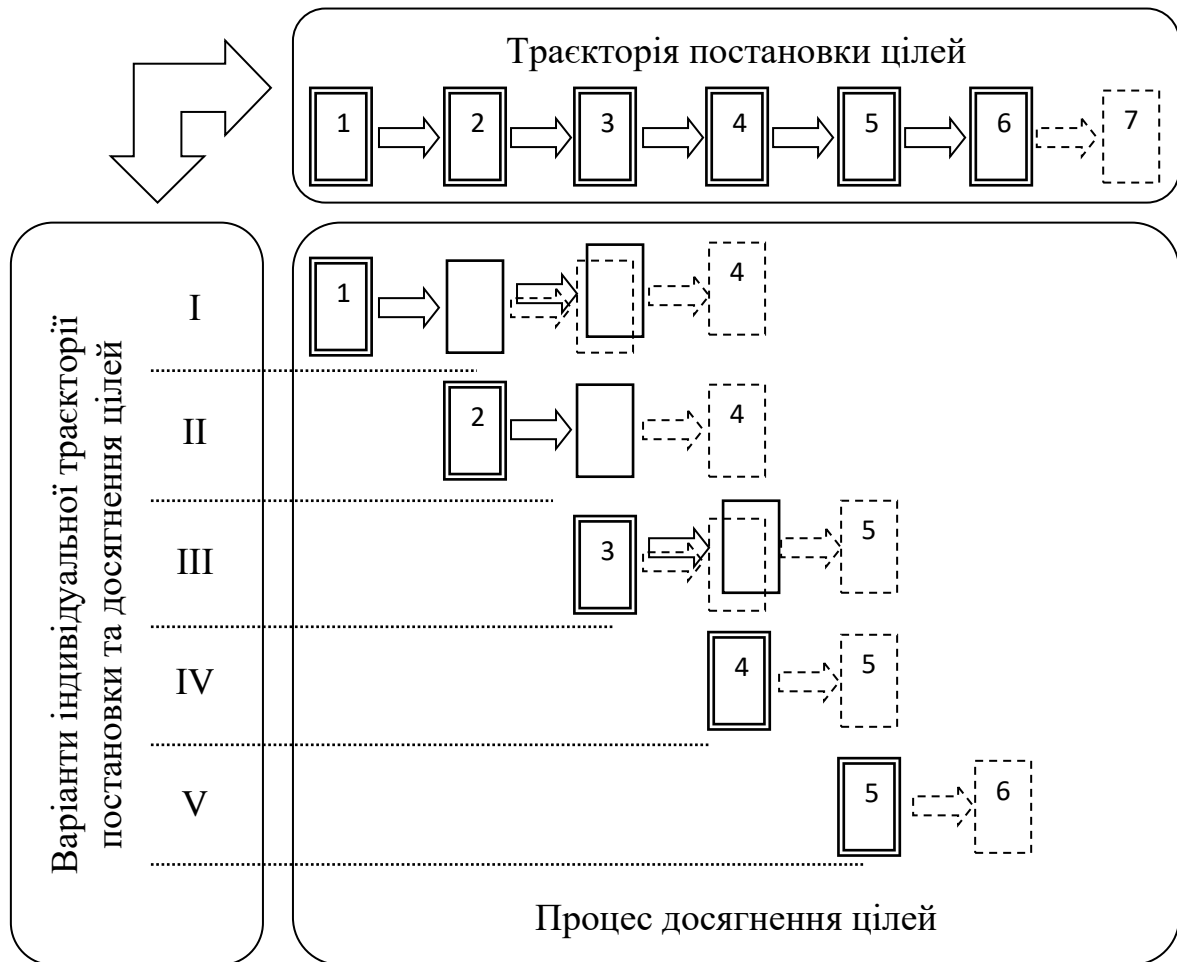 Траєкторія постановки цілей
1 2 3 4 5 6 7
Варіанти індивідуальної траєкторії
постановки та досягнення цілей
I
1 4
II
2 4
III
3 5
IV
4 5
V
5 6
Процес досягнення цілей